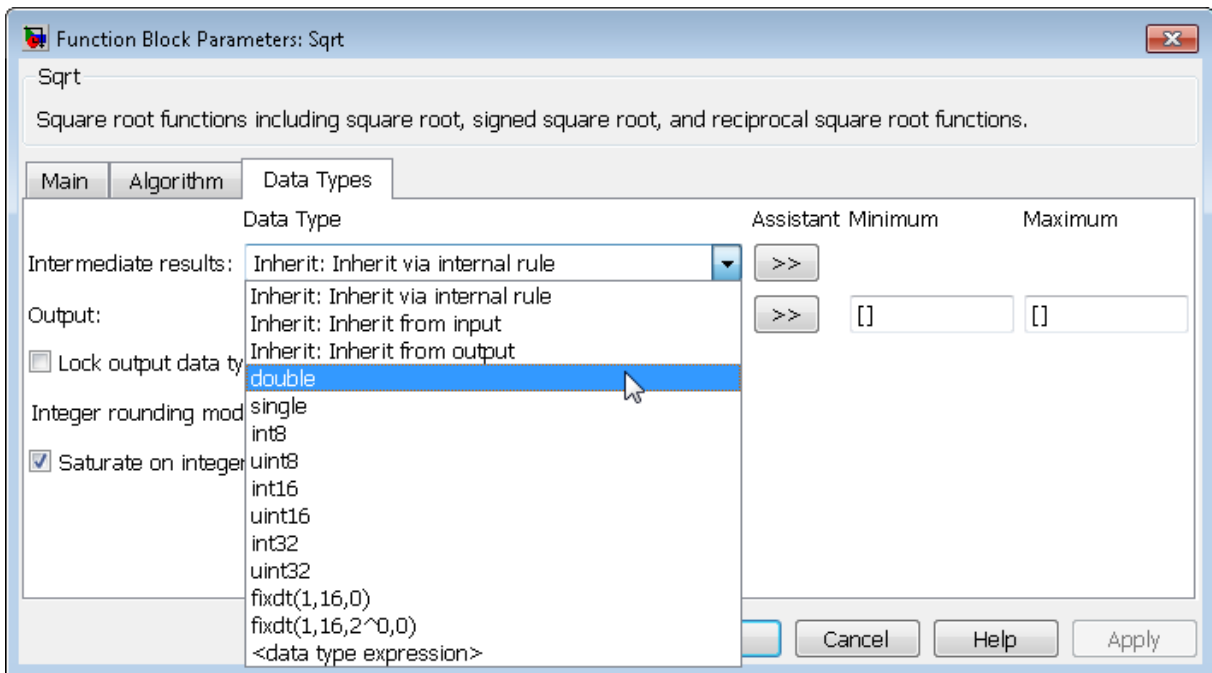 Function Block Parameters: Sqrt
Sqrt
Square root functions including square root, signed square root, and reciprocal square root functions.
Main Algorithm Data Types
Data Type Assistant Minimum Maximum
Intermediate results: Inherit: Inherit via internal rule >>
Inherit: Inherit via internal rule
Output: >> [] []
Inherit: Inherit from input
Inherit: Inherit from output
Lock output data ty
double
Integer rounding mod
single
int8
Saturate on integer
uint8
int16
uint16
int32
uint32
fixdt(1,16,0)
fixdt(1,16,2^0,0)
<data type expression>
Cancel Help Apply